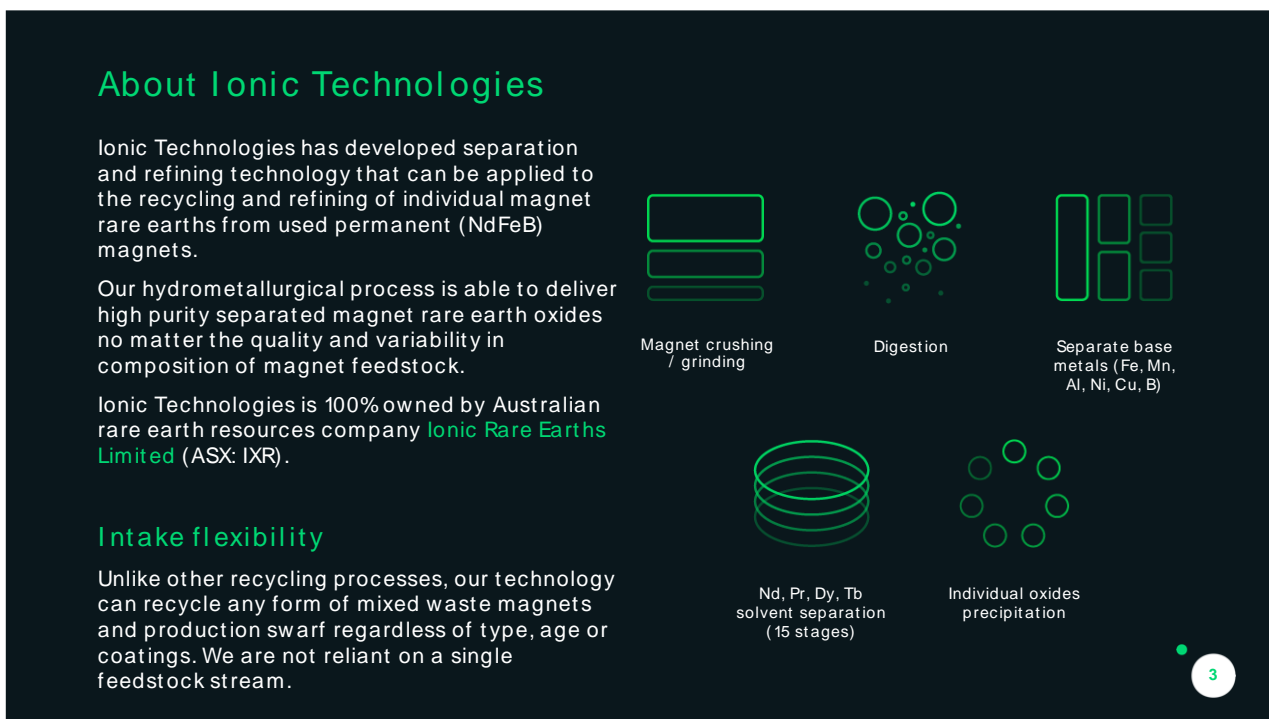 About Ionic Technologies
Ionic Technologies has developed separation
and refining technology that can be applied to
the recycling and refining of individual magnet
rare earths from used permanent (NdFeB)
magnets.
Our hydrometallurgical process is able to deliver
high purity separated magnet rare earth oxides
no matter the quality and variability in
composition of magnet feedstock.
Ionic Technologies is 100% owned by Australian
rare earth resources company Ionic Rare Earths
Limited (ASX: IXR).
Intake flexibility
Unlike other recycling processes, our technology
can recycle any form of mixed waste magnets
and production swarf regardless of type, age or
coatings. We are not reliant on a single
feedstock stream.
Magnet crushing
/ grinding
Digestion
Separate base
metals (Fe, Mn,
Al, Ni, Cu, B)
Nd, Pr, Dy, Tb
solvent separation
(15 stages)
Individual oxides
precipitation
3